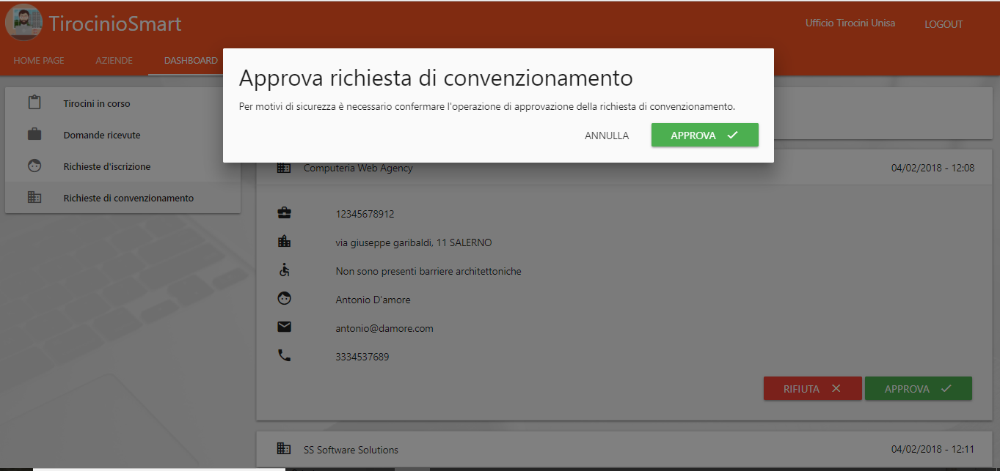 TirocinioSmart
Ufficio Tirocini Unisa
LOGOUT
HOME PAGE
AZIENDE
DASHBOARD
Approva richiesta di convenzionamento
Per motivi di sicurezza è necessario confermare l'operazione di approvazione della richiesta di convenzionamento.
ANNULLA
APPROVA
Tirocini in corso
Domande ricevute
Richieste d'iscrizione
Richieste di convenzionamento
Computeria Web Agency
04/02/2018 - 12:08
12345678912
via giuseppe garibaldi, 11 SALERNO
Non sono presenti barriere architettoniche
Antonio D'amore
antonio@damore.com
3334537689
RIFIUTA
APPROVA
SS Software Solutions
04/02/2018 - 12:11